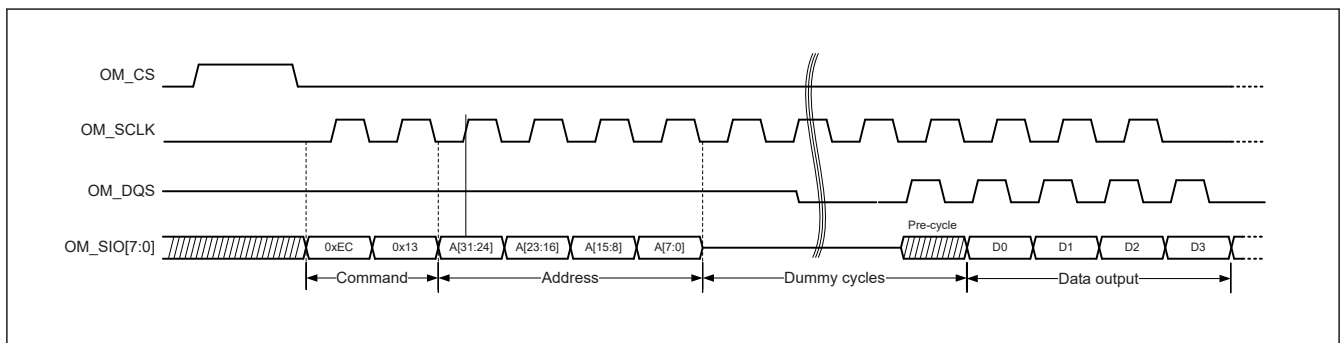 OM_CS
OM_SCLK
OM_DQS
Pre-cycle
OM_SIO[7:0] 0xEC 0x13 A[31:24] A[23:16] A[15:8] A[7:0] D0 D1 D2 D3
Command Address Dummy cycles Data output